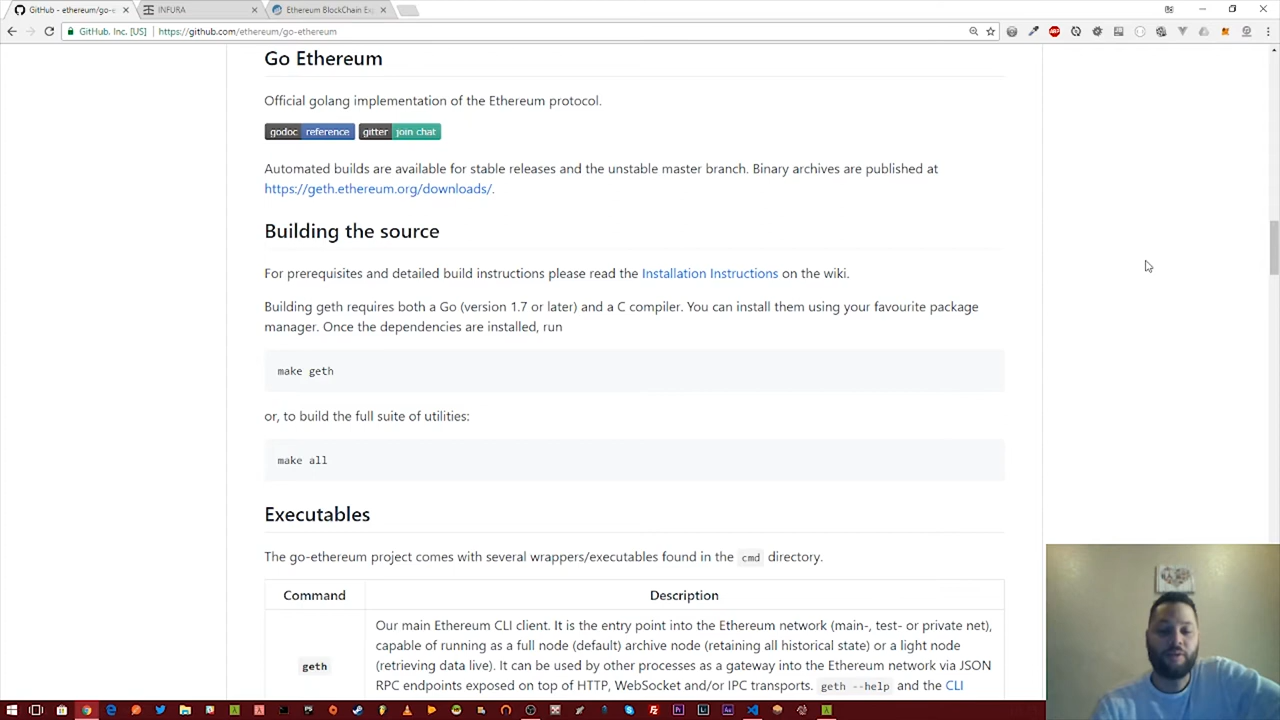 GitHub - ethereum/go-e
INFURA
Ethereum BlockChain Exp
GitHub, Inc. [US]
https://github.com/ethereum/go-ethereum
Go Ethereum
Official golang implementation of the Ethereum protocol.
godoc reference gitter join chat
Automated builds are available for stable releases and the unstable master branch. Binary archives are published at
https://geth.ethereum.org/downloads/.
Building the source
For prerequisites and detailed build instructions please read the Installation Instructions on the wiki.
Building geth requires both a Go (version 1.7 or later) and a C compiler. You can install them using your favourite package
manager. Once the dependencies are installed, run
make geth
or, to build the full suite of utilities:
make all
Executables
The go-ethereum project comes with several wrappers/executables found in the cmd directory.
Command
Description
Our main Ethereum CLI client. It is the entry point into the Ethereum network (main-, test- or private net),
capable of running as a full node (default) archive node (retaining all historical state) or a light node
geth
(retrieving data live). It can be used by other processes as a gateway into the Ethereum network via JSON
RPC endpoints exposed on top of HTTP, WebSocket and/or IPC transports. geth --help and the CLI